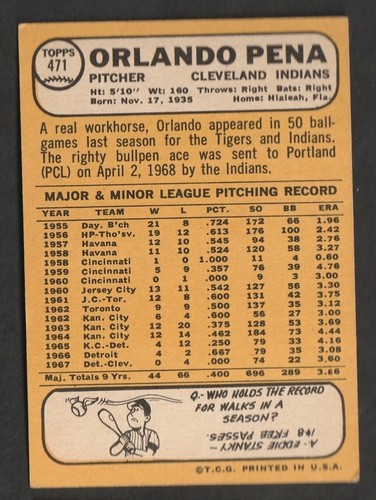 TOPPS
471
ORLANDO PENA
PITCHER CLEVELAND INDIANS
Ht: 5'10" Wt: 160 Throws: Right Bats: Right
Born: Nov. 17, 1935 Home: Hialeah, Fla.
A real workhorse, Orlando appeared in 50 ball-
games last season for the Tigers and Indians.
The righty bullpen ace was sent to Portland
(PCL) on April 2, 1968 by the Indians.
MAJOR & MINOR LEAGUE PITCHING RECORD
YEAR TEAM W L PCT. SO BB ERA
1955 Day. B'ch 21 8 .724 172 66 1.96
1956 HP-Tho'sv. 19 12 .613 176 100 2.42
1957 Havana 12 10 .545 94 38 2.76
1958 Havana 11 10 .524 120 58 3.27
1958 Cincinnati 1 0 1.000 11 4 0.60
1959 Cincinnati 5 9 .357 76 39 4.76
1960 Cincinnati 0 1 .000 9 3 3.00
1960 Jersey City 13 11 .542 127 56 3.30
1961 J.C.-Tor. 12 8 .600 131 42 3.75
1962 Toronto 9 9 .500 137 35 3.12
1962 Kan. City 6 4 .600 56 27 3.00
1963 Kan. City 12 20 .375 128 53 3.69
1964 Kan. City 12 14 .462 184 73 4.44
1965 K.C.-Det. 4 12 .250 79 33 4.16
1966 Detroit 4 2 .667 79 35 3.08
1967 Det.-Clev. 0 4 .000 74 22 3.60
Maj. Totals 9 Yrs. 44 66 .400 696 289 3.86
Q.- WHO HOLDS THE RECORD
FOR WALKS IN A
SEASON?
A- EDDIE STANKY-
148 FREE PASSES.
© T.C.G. PRINTED IN U.S.A.